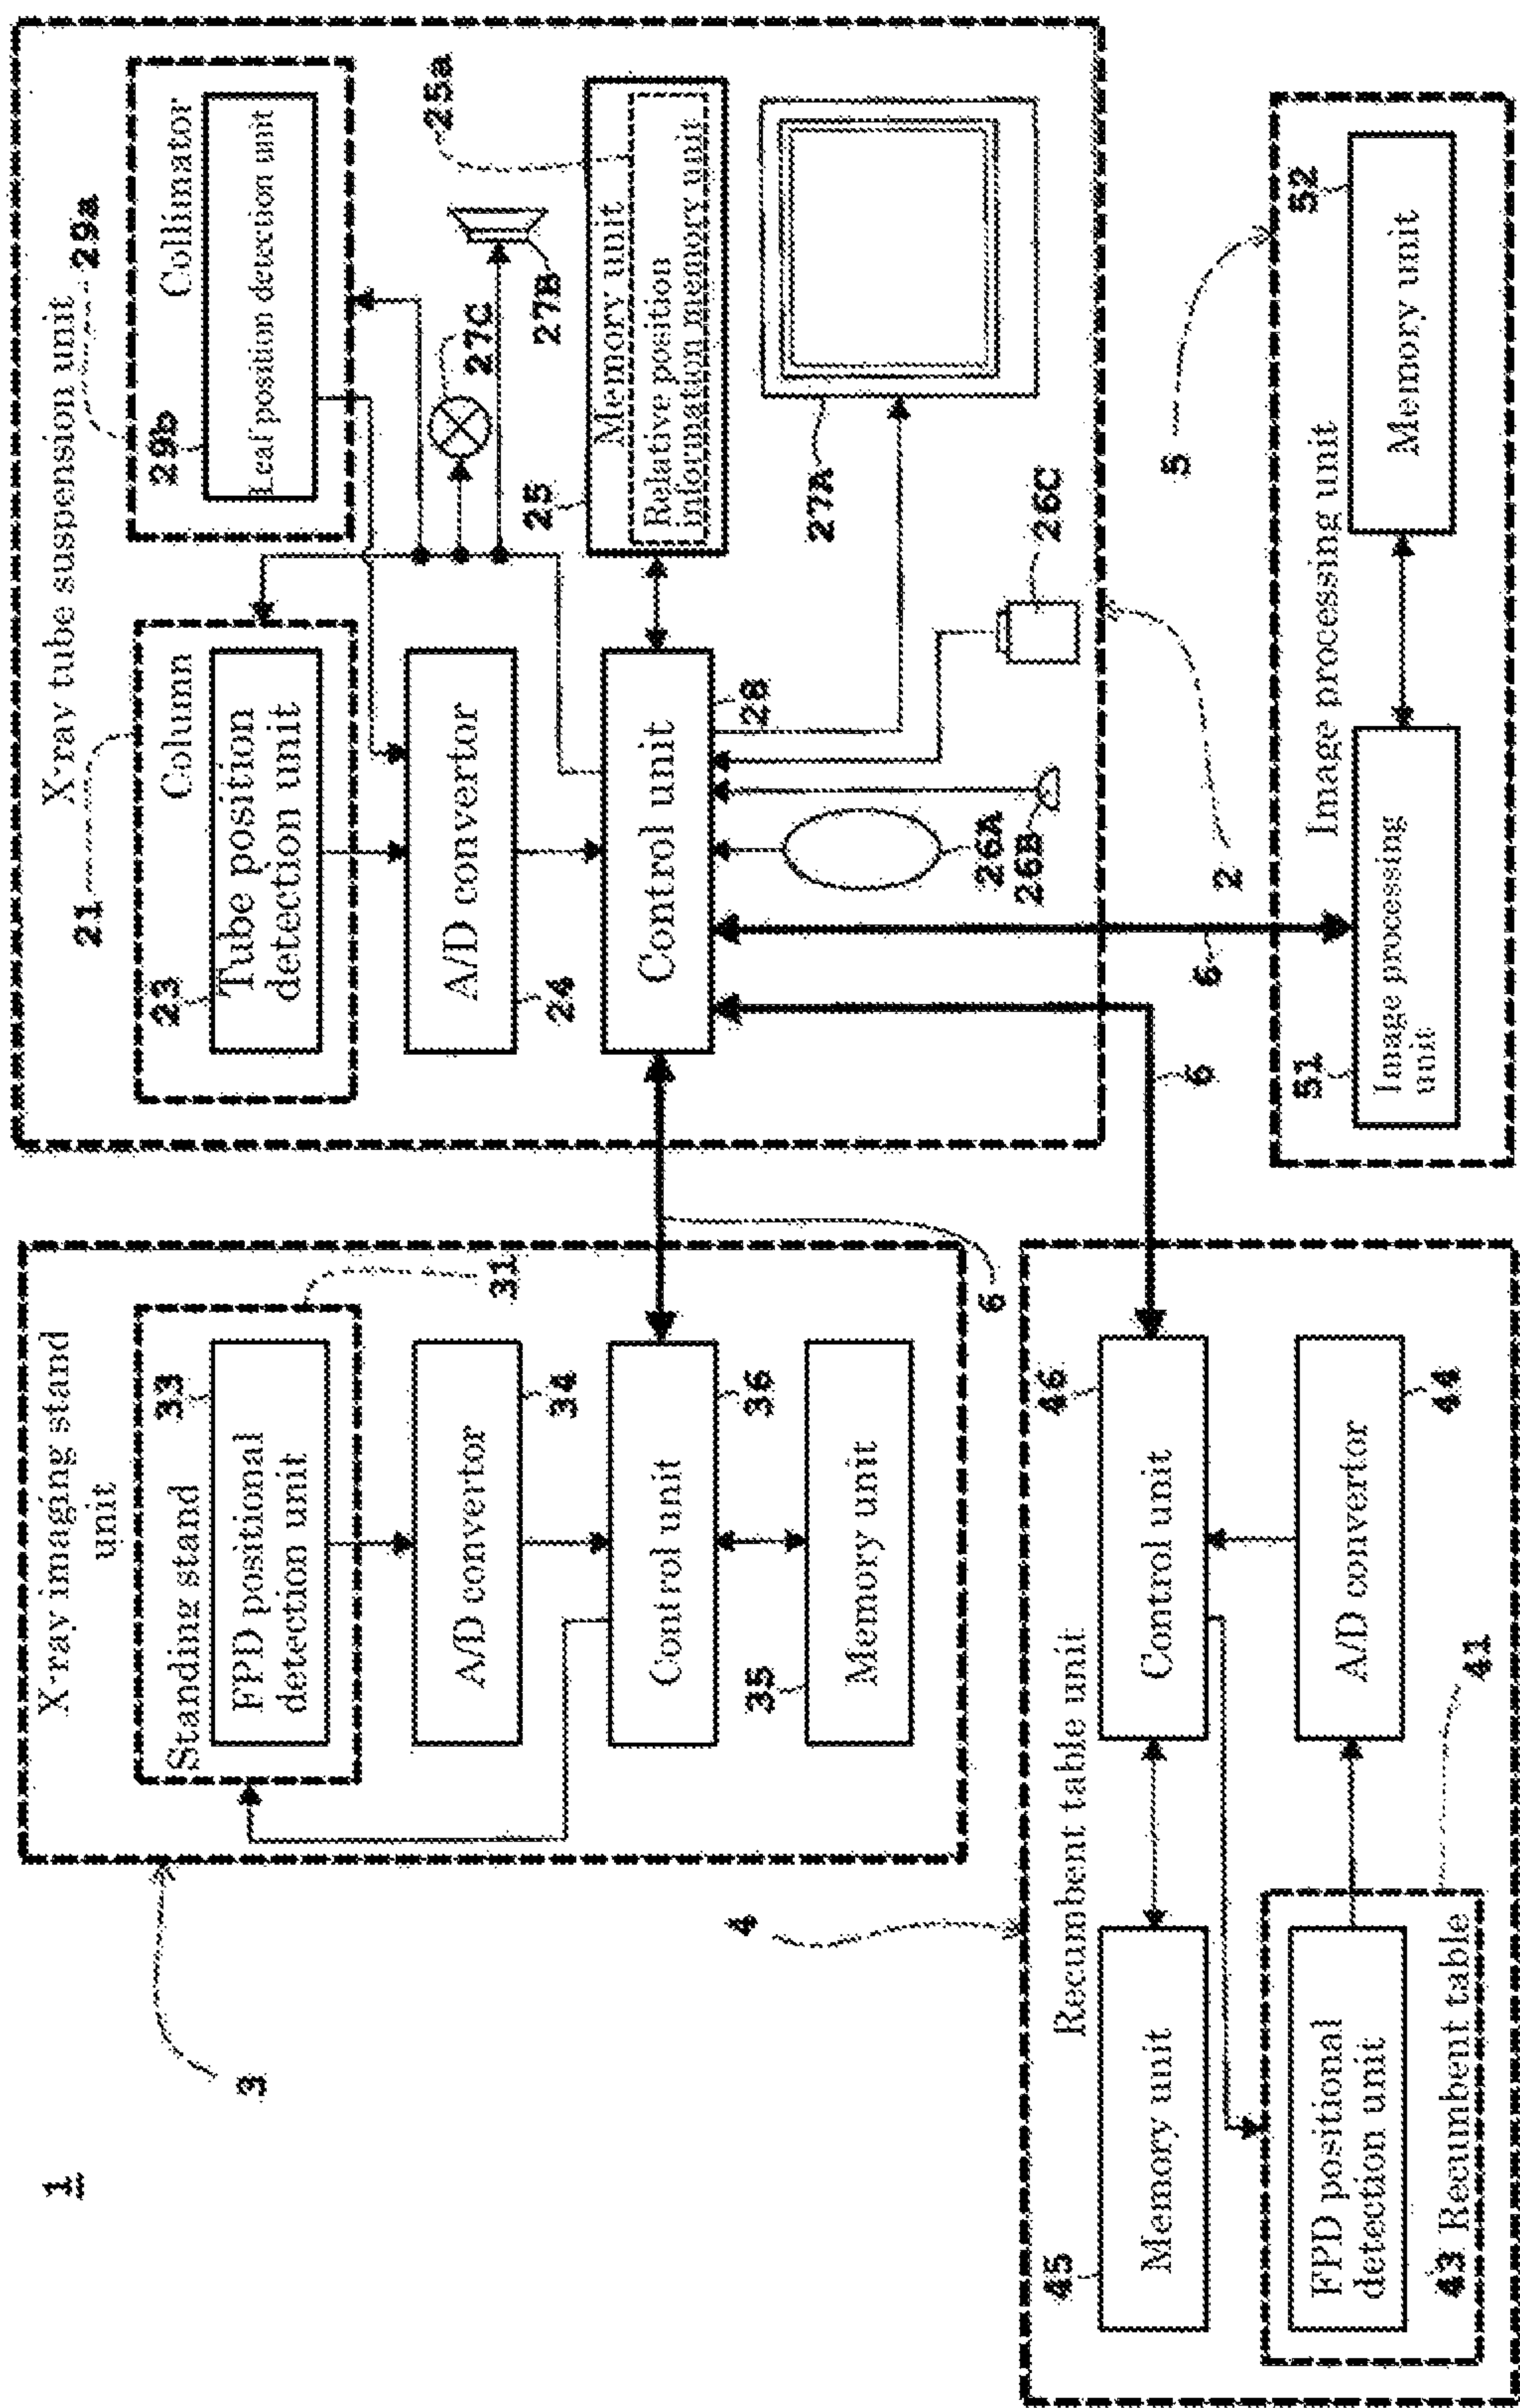 1
3
X-ray imaging stand
unit
Standing stand
33
FPD positional
detection unit
31
A/D convertor
34
Control unit
36
35
Memory unit
6
X-ray tube suspension unit
21
Column
23
Tube position
detection unit
29a
Collimator
29b
Leaf position detection unit
A/D convertor
24
27C
27B
Control unit
28
25
Memory unit
25a
Relative position
information memory unit
26A
26B
26C
27A
2
6
6
4
Recumbent table unit
45
Memory unit
Control unit
46
FPD positional
detection unit
43
Recumbent table
41
A/D convertor
44
5
Image processing unit
51
Image processing
unit
52
Memory unit